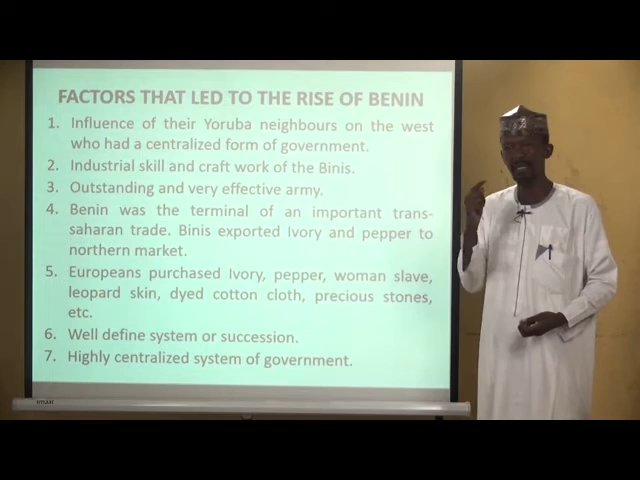 FACTORS THAT LED TO THE RISE OF BENIN
1. Influence of their Yoruba neighbours on the west
who had a centralized form of government.
2. Industrial skill and craft work of the Binis.
3. Outstanding and very effective army.
4. Benin was the terminal of an important trans-
saharan trade. Binis exported Ivory and pepper to
northern market.
5. Europeans purchased Ivory, pepper, woman slave,
leopard skin, dyed cotton cloth, precious stones,
etc.
6. Well define system or succession.
7. Highly centralized system of government.